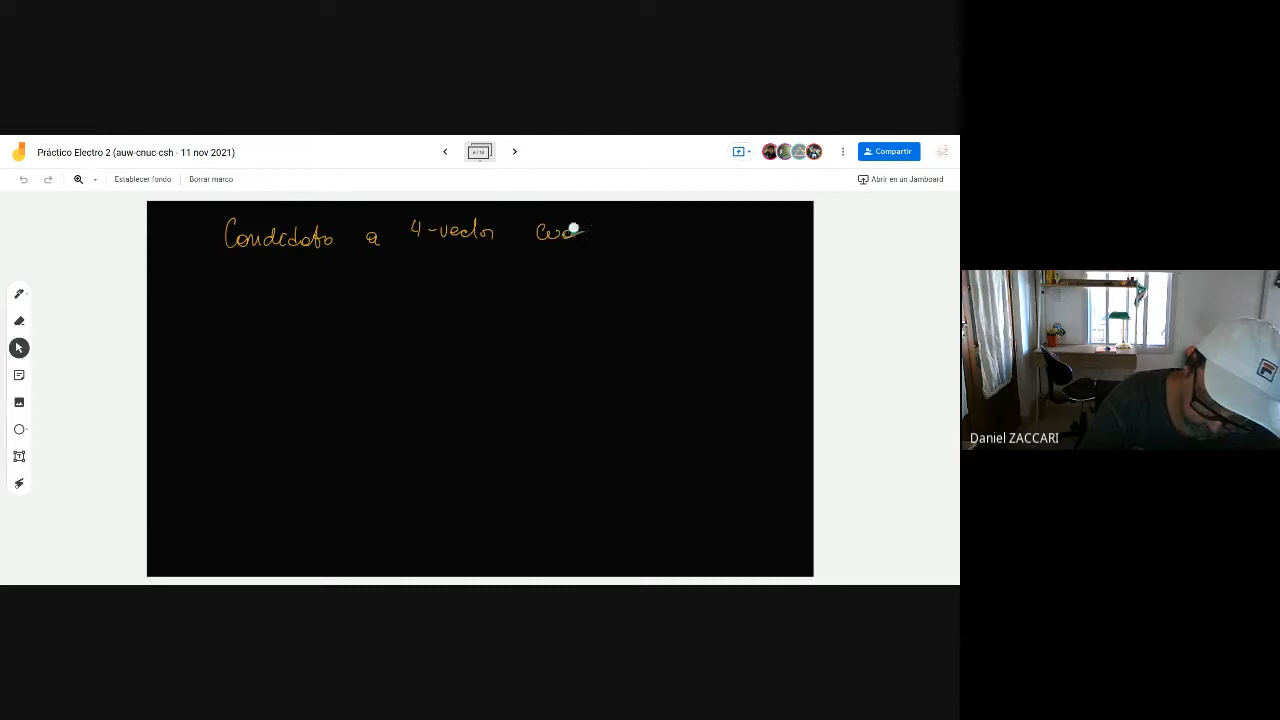 Práctico Electro 2 (auw-cnuc-csh - 11 nov 2021)
Compartir
Establecer fondo
Borrar marco
Abrir en un Jamboard
Candidato a 4-vector
Daniel ZACCARI